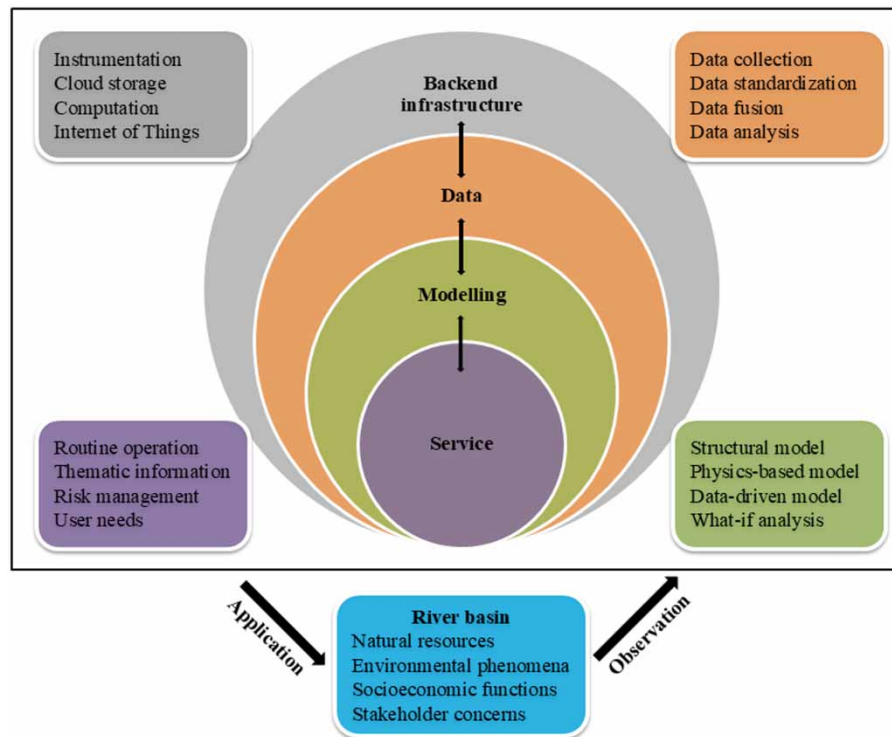 Instrumentation
Cloud storage
Computation
Internet of Things
Backend
infrastructure
Data collection
Data standardization
Data fusion
Data analysis
Data
Modelling
Service
Routine operation
Thematic information
Risk management
User needs
Structural model
Physics-based model
Data-driven model
What-if analysis
Application
River basin
Natural resources
Environmental phenomena
Socioeconomic functions
Stakeholder concerns
Observation